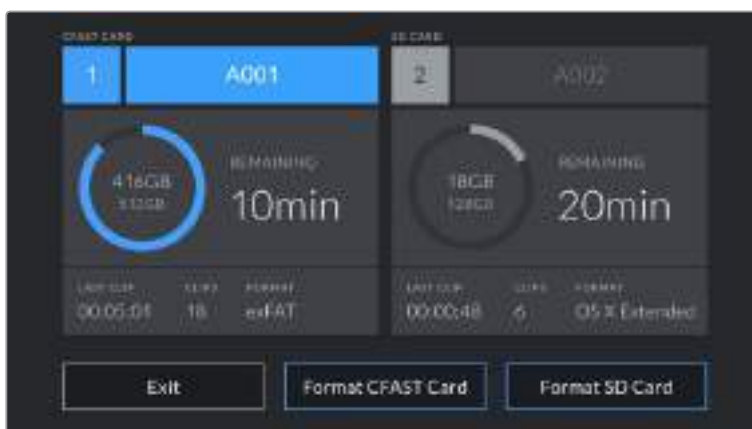 CFAST CARD
SD CARD
1
A001
2
A002
416GB
512GB
REMAINING
10min
18GB
128GB
REMAINING
20min
LAST CLIP CLIPS FORMAT
00:05:01 18 exFAT
LAST CLIP CLIPS FORMAT
00:00:48 6 OS X Extended
Exit
Format CFAST Card
Format SD Card